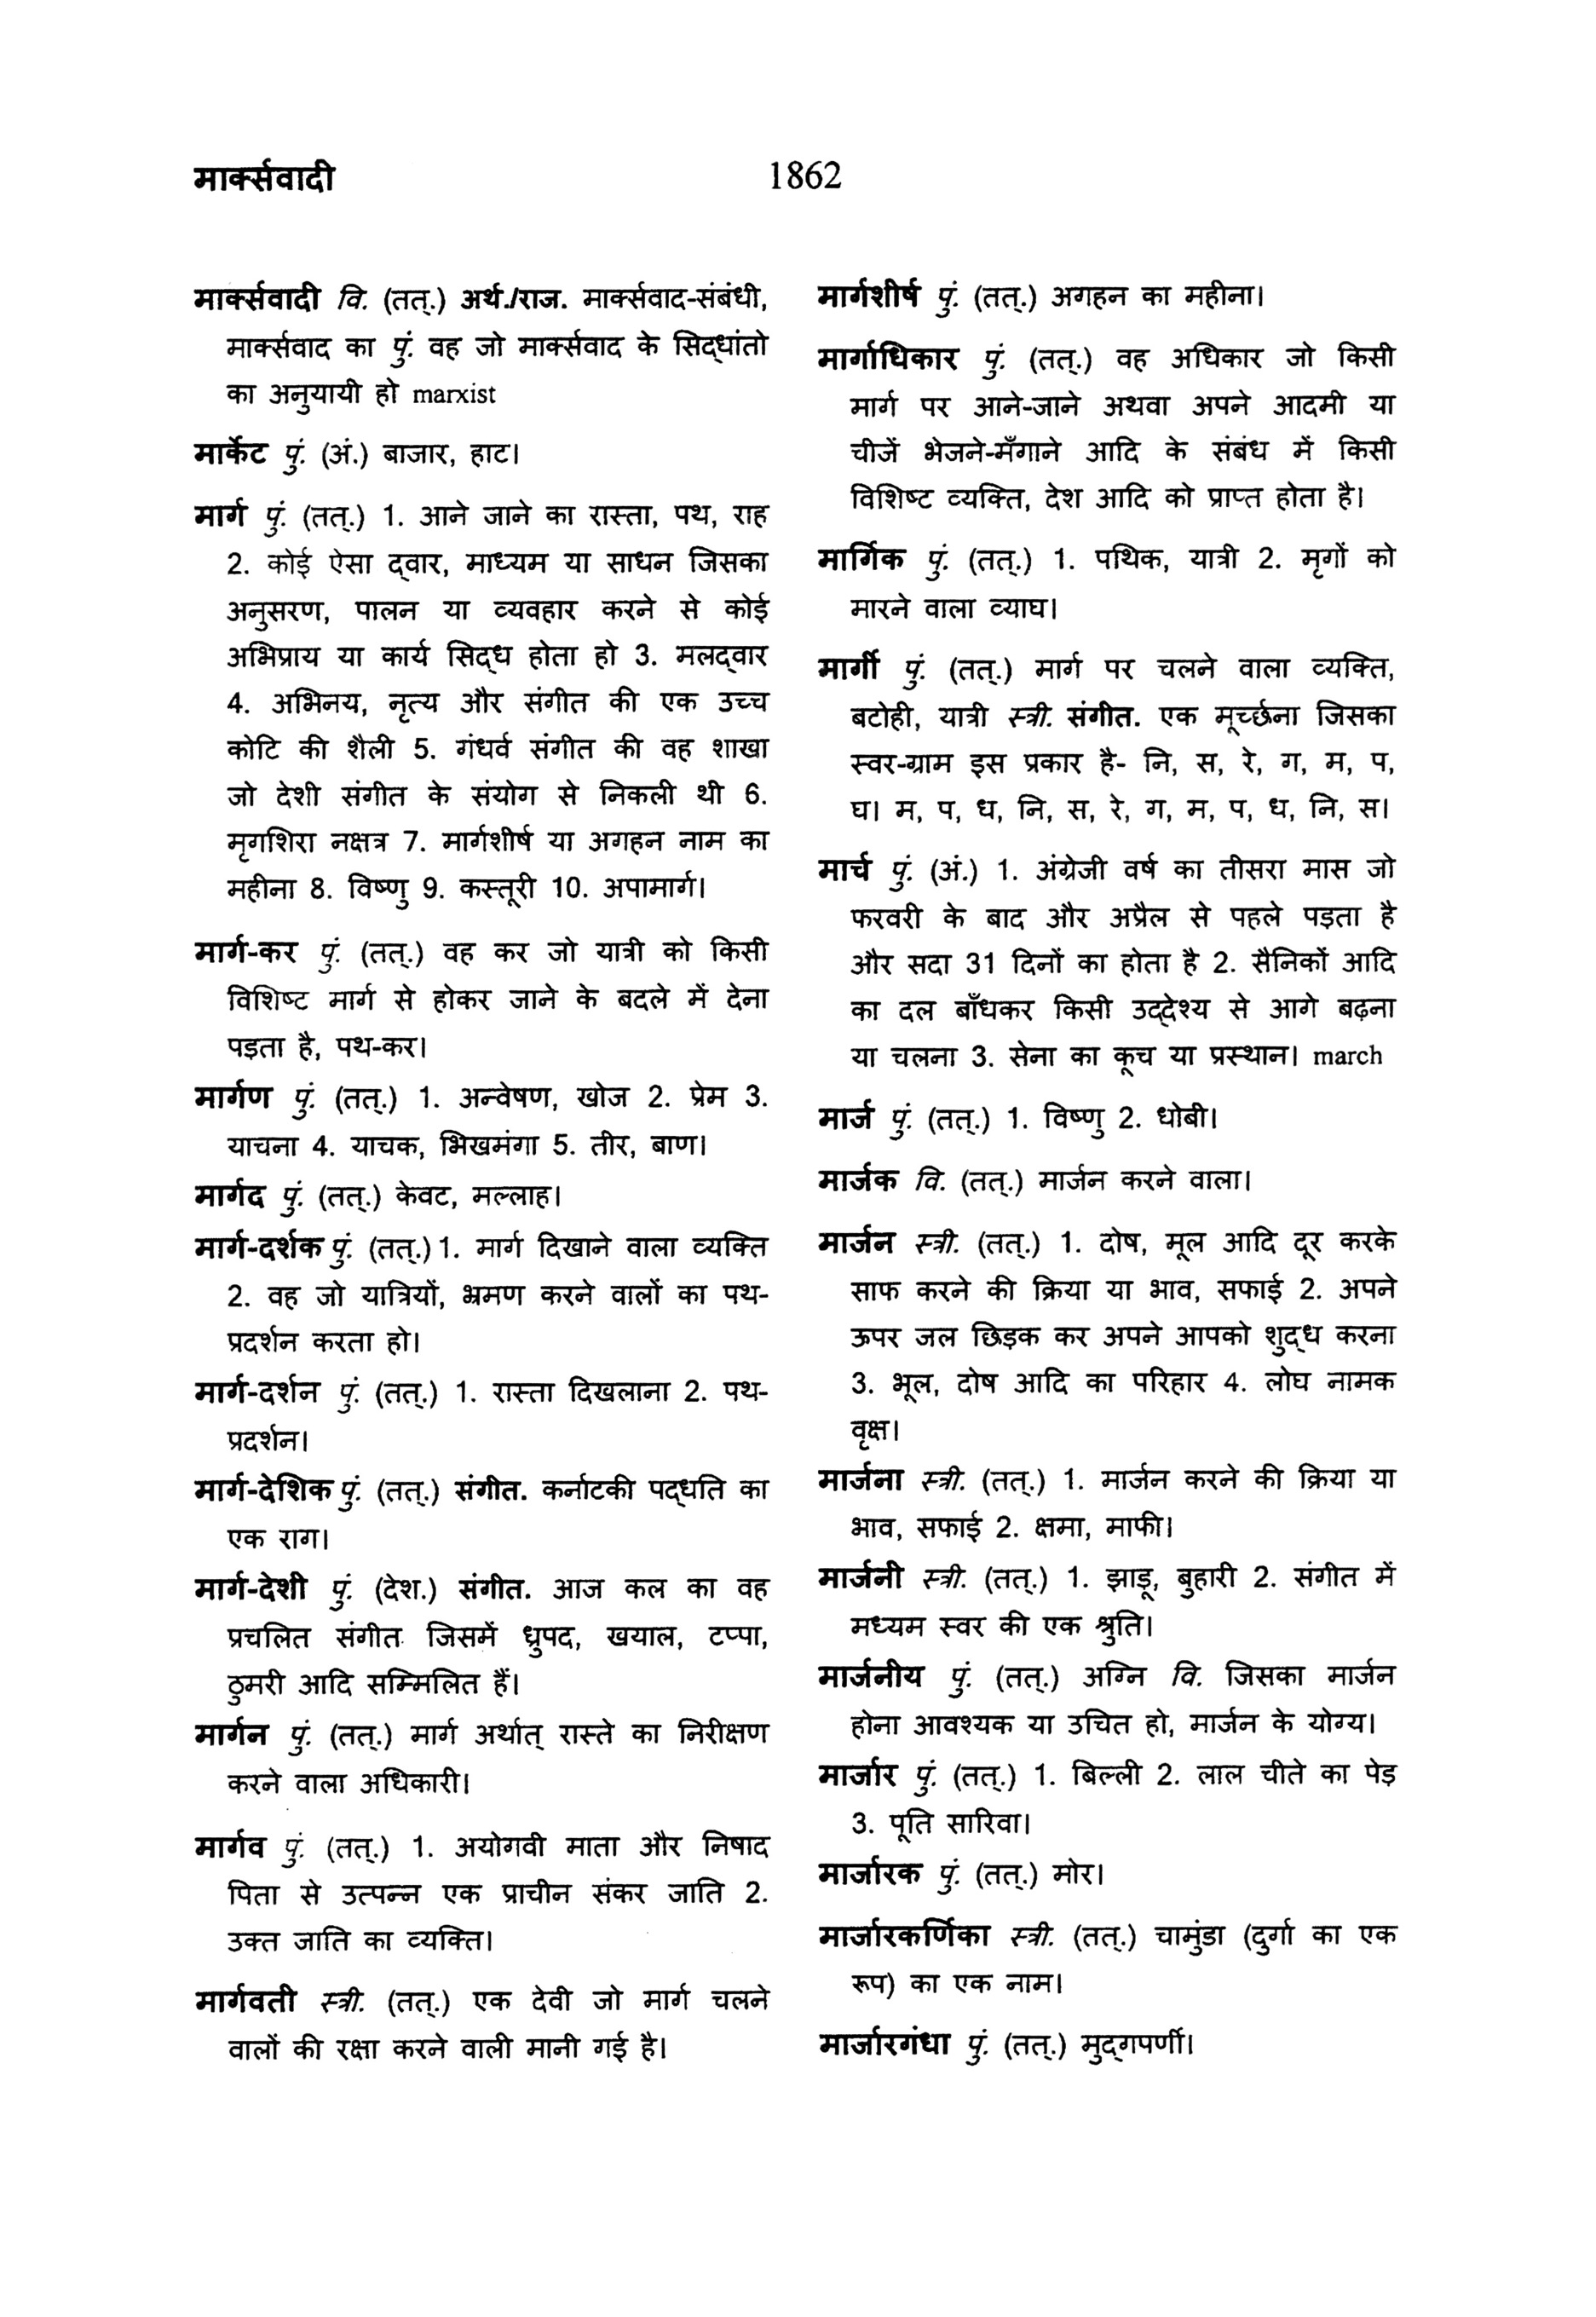 मार्क्सवादी
1862
मार्क्सवादी वि. (तत्.) अर्थ./राज. मार्क्सवाद-संबंधी,
मार्क्सवाद का पुं. वह जो मार्क्सवाद के सिद्धांतो
का अनुयायी हो marxist
मार्केट पुं. (अं.) बाजार, हाट।
मार्ग पुं. (तत्.) 1. आने जाने का रास्ता, पथ, राह
2. कोई ऐसा द्वार, माध्यम या साधन जिसका
अनुसरण, पालन या व्यवहार करने से कोई
अभिप्राय या कार्य सिद्ध होता हो 3. मलद्वार
4. अभिनय, नृत्य और संगीत की एक उच्च
कोटि की शैली 5. गंधर्व संगीत की वह शाखा
जो देशी संगीत के संयोग से निकली थी 6.
मृगशिरा नक्षत्र 7. मार्गशीर्ष या अगहन नाम का
महीना 8. विष्णु 9. कस्तूरी 10. अपामार्ग।
मार्ग-कर पुं. (तत्.) वह कर जो यात्री को किसी
विशिष्ट मार्ग से होकर जाने के बदले में देना
पड़ता है, पथ-कर।
मार्गण पुं. (तत्.) 1. अन्वेषण, खोज 2. प्रेम 3.
याचना 4. याचक, भिखमंगा 5. तीर, बाण।
मार्गद पुं. (तत्.) केवट, मल्लाह।
मार्ग-दर्शक पुं. (तत्.) 1. मार्ग दिखाने वाला व्यक्ति
2. वह जो यात्रियों, भ्रमण करने वालों का पथ-
प्रदर्शन करता हो।
मार्ग-दर्शन पुं. (तत्.) 1. रास्ता दिखलाना 2. पथ-
प्रदर्शन।
मार्ग-देशिक पुं. (तत्.) संगीत. कर्नाटकी पद्धति का
एक राग।
मार्ग-देशी पुं. (देश.) संगीत. आज कल का वह
प्रचलित संगीत जिसमें ध्रुपद, खयाल, टप्पा,
ठुमरी आदि सम्मिलित हैं।
मार्गन पुं. (तत्.) मार्ग अर्थात् रास्ते का निरीक्षण
करने वाला अधिकारी।
मार्गव पुं. (तत्.) 1. अयोगवी माता और निषाद
पिता से उत्पन्न एक प्राचीन संकर जाति 2.
उक्त जाति का व्यक्ति।
मार्गवती स्त्री. (तत्.) एक देवी जो मार्ग चलने
वालों की रक्षा करने वाली मानी गई है।
मार्गशीर्ष पुं. (तत्.) अगहन का महीना।
मार्गाधिकार पुं. (तत्.) वह अधिकार जो किसी
मार्ग पर आने-जाने अथवा अपने आदमी या
चीजें भेजने-मँगाने आदि के संबंध में किसी
विशिष्ट व्यक्ति, देश आदि को प्राप्त होता है।
मार्गिक पुं. (तत्.) 1. पथिक, यात्री 2. मृगों को
मारने वाला व्याघ।
मार्गी पुं. (तत्.) मार्ग पर चलने वाला व्यक्ति,
बटोही, यात्री स्त्री. संगीत. एक मूर्च्छना जिसका
स्वर-ग्राम इस प्रकार है- नि, स, रे, ग, म, प,
घ। म, प, ध, नि, स, रे, ग, म, प, ध, नि, स।
मार्च पुं. (अं.) 1. अंग्रेजी वर्ष का तीसरा मास जो
फरवरी के बाद और अप्रैल से पहले पड़ता है
और सदा 31 दिनों का होता है 2. सैनिकों आदि
का दल बाँधकर किसी उद्देश्य से आगे बढ़ना
या चलना 3. सेना का कूच या प्रस्थान। march
मार्ज पुं. (तत्.) 1. विष्णु 2. धोबी।
मार्जक वि. (तत्.) मार्जन करने वाला।
मार्जन स्त्री. (तत्.) 1. दोष, मूल आदि दूर करके
साफ करने की क्रिया या भाव, सफाई 2. अपने
ऊपर जल छिड़क कर अपने आपको शुद्ध करना
3. भूल, दोष आदि का परिहार 4. लोघ नामक
वृक्ष।
मार्जना स्त्री. (तत्.) 1. मार्जन करने की क्रिया या
भाव, सफाई 2. क्षमा, माफी।
मार्जनी स्त्री. (तत्.) 1. झाड़ू, बुहारी 2. संगीत में
मध्यम स्वर की एक श्रुति।
मार्जनीय पुं. (तत्.) अग्नि वि. जिसका मार्जन
होना आवश्यक या उचित हो, मार्जन के योग्य।
मार्जार पुं. (तत्.) 1. बिल्ली 2. लाल चीते का पेड़
3. पूति सारिवा।
मार्जारक पुं. (तत्.) मोर।
मार्जारकर्णिका स्त्री. (तत्.) चामुंडा (दुर्गा का एक
रूप) का एक नाम।
मार्जारगंधा पुं. (तत्.) मुद्गपर्णी।